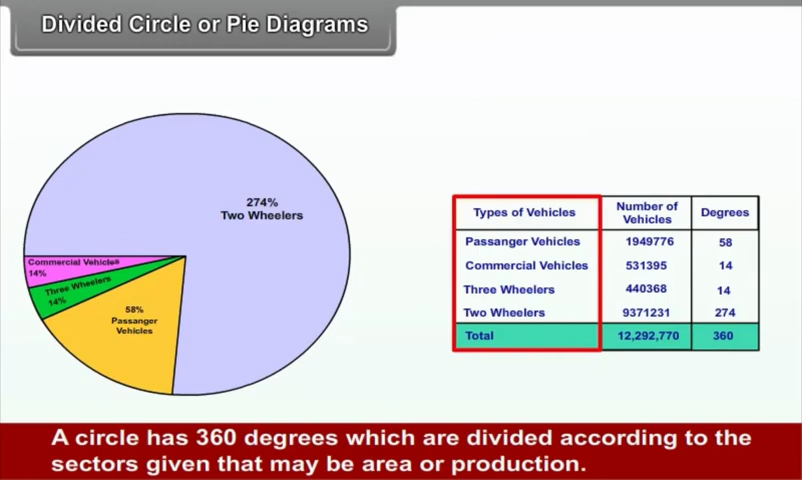 Divided Circle or Pie Diagrams
274%
Two Wheelers
Commercial Vehicles
14%
Three Wheelers
14%
58%
Passanger
Vehicles
Types of Vehicles
Number of
Vehicles
Degrees
Passanger Vehicles 1949776 58
Commercial Vehicles 531395 14
Three Wheelers 440368 14
Two Wheelers 9371231 274
Total 12,292,770 360
A circle has 360 degrees which are divided according to the
sectors given that may be area or production.